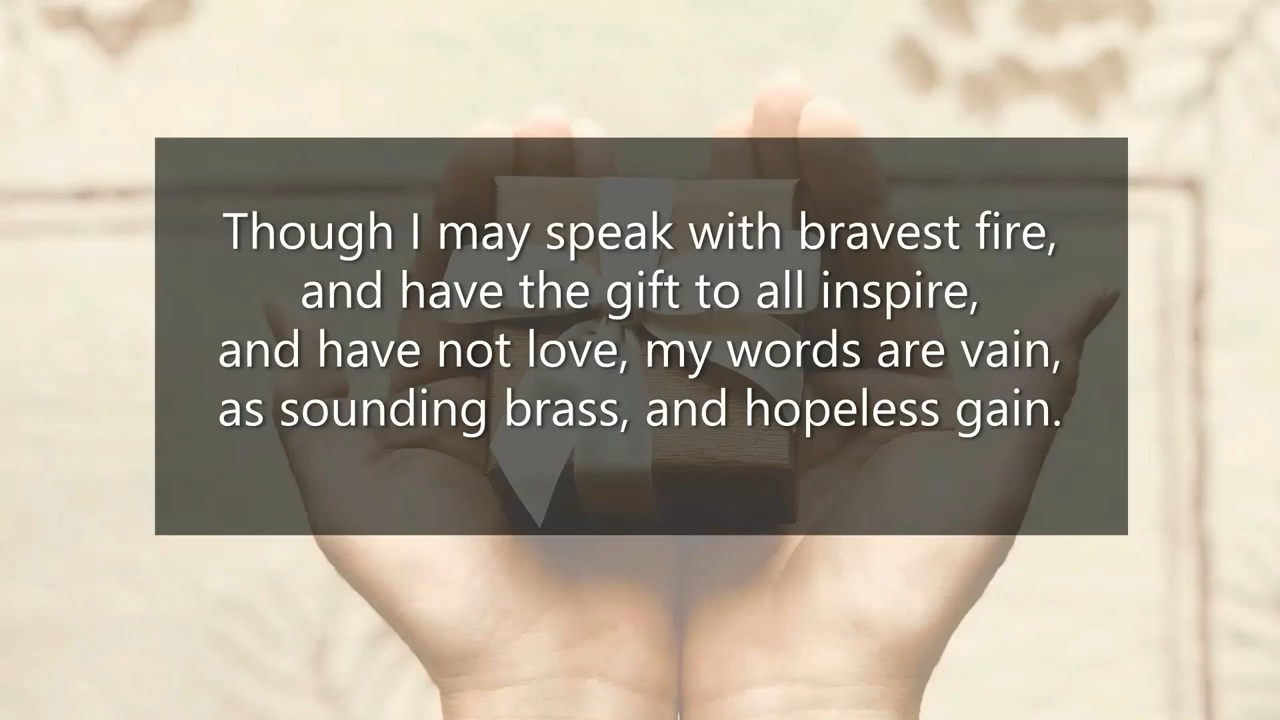 Though I may speak with bravest fire,
and have the gift to all inspire,
and have not love, my words are vain,
as sounding brass, and hopeless gain.